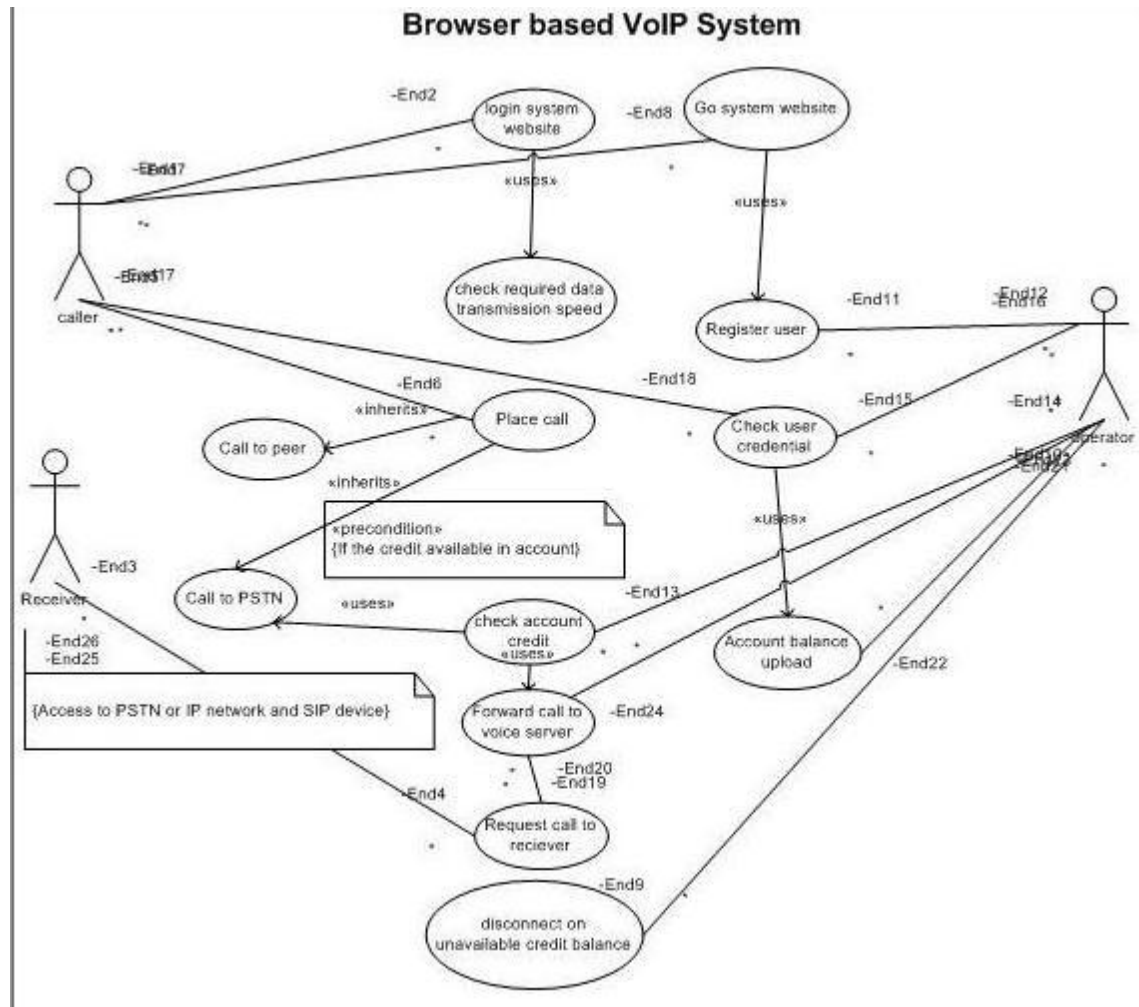 Browser based VoIP System
-End2
login system
website
-End8
Go system website
*
*
-End7
**
«uses»
«uses»
-End17
caller
**
check required data
transmission speed
-End11
-End12
-End16
Register user
*
**
-End6
-End18
-End15
-End14
«inherits»
Place call
Check user
credential
operator
*
*
*
*
Call to peer
«inherits»
«uses»
«precondition»
{If the credit available in account}
-End3
Receiver
*
Call to PSTN
«uses»
-End13
check account
credit
«uses»
*
*
*
Account balance
upload
-End26
-End25
-End22
{Access to PSTN or IP network and SIP device}
Forward call to
voice server
-End24
*
-End20
*
-End19
-End4
Request call to
reciever
*
-End9
*
disconnect on
unavailable credit balance